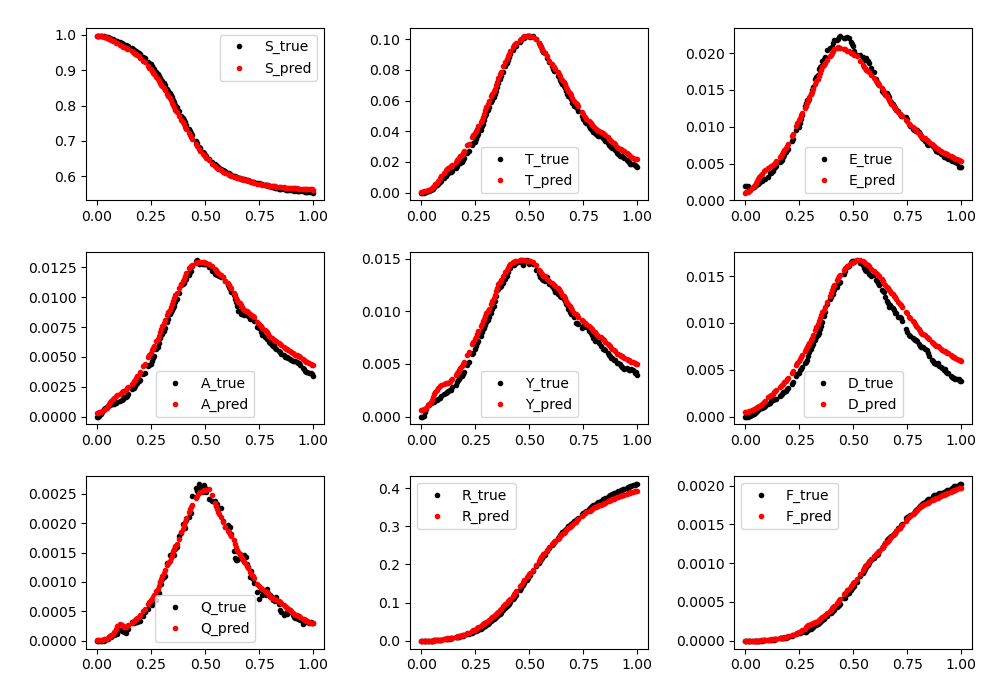 S_true
S_pred
1.0
0.9
0.8
0.7
0.6
0.00 0.25 0.50 0.75 1.00
T_true
T_pred
0.10
0.08
0.06
0.04
0.02
0.00
0.00 0.25 0.50 0.75 1.00
E_true
E_pred
0.020
0.015
0.010
0.005
0.000
0.00 0.25 0.50 0.75 1.00
A_true
A_pred
0.0125
0.0100
0.0075
0.0050
0.0025
0.0000
0.00 0.25 0.50 0.75 1.00
Y_true
Y_pred
0.015
0.010
0.005
0.000
0.00 0.25 0.50 0.75 1.00
D_true
D_pred
0.015
0.010
0.005
0.000
0.00 0.25 0.50 0.75 1.00
Q_true
Q_pred
0.0025
0.0020
0.0015
0.0010
0.0005
0.0000
0.00 0.25 0.50 0.75 1.00
R_true
R_pred
0.4
0.3
0.2
0.1
0.0
0.00 0.25 0.50 0.75 1.00
F_true
F_pred
0.0020
0.0015
0.0010
0.0005
0.0000
0.00 0.25 0.50 0.75 1.00